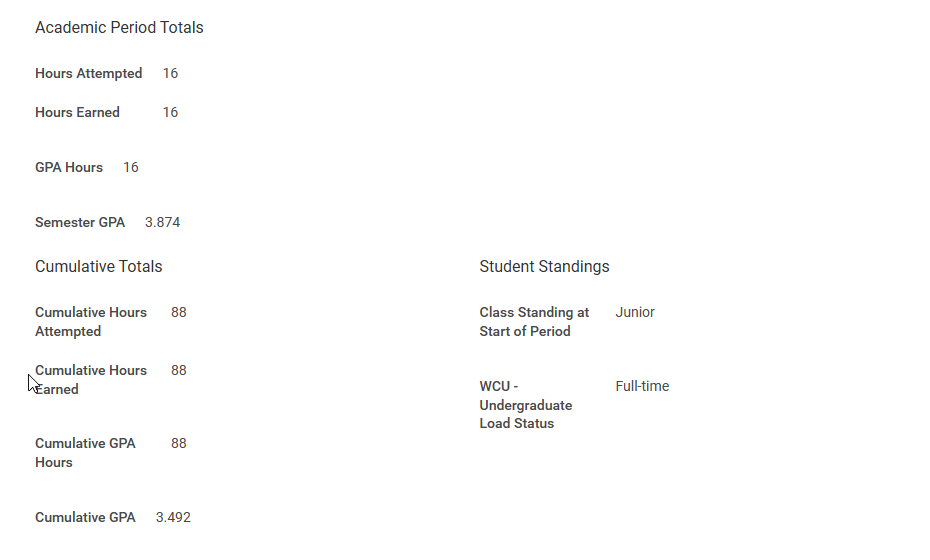 Academic Period Totals
Hours Attempted 16
Hours Earned 16
GPA Hours 16
Semester GPA 3.874
Cumulative Totals
Cumulative Hours 88
Attempted
Cumulative Hours 88
Earned
Cumulative GPA 88
Hours
Cumulative GPA 3.492
Student Standings
Class Standing at Junior
Start of Period
WCU - Full-time
Undergraduate
Load Status